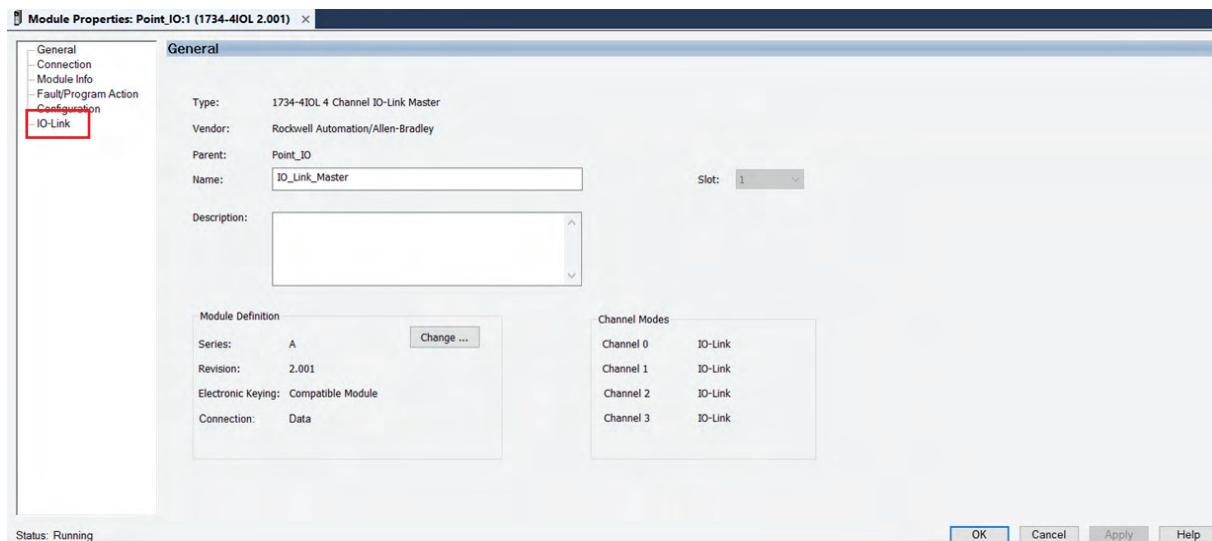 Module Properties: Point_IO:1 (1734-4IOL 2.001) ×
General
Connection
Module Info
Fault/Program Action
Configuration
IO-Link
General
Type: 1734-4IOL 4 Channel IO-Link Master
Vendor: Rockwell Automation/Allen-Bradley
Parent: Point_IO
Name: IO_Link_Master
Slot: 1
Description:
Module Definition
Change ...
Series: A
Revision: 2.001
Electronic Keying: Compatible Module
Connection: Data
Channel Modes
Channel 0 IO-Link
Channel 1 IO-Link
Channel 2 IO-Link
Channel 3 IO-Link
Status: Running
OK Cancel Apply Help